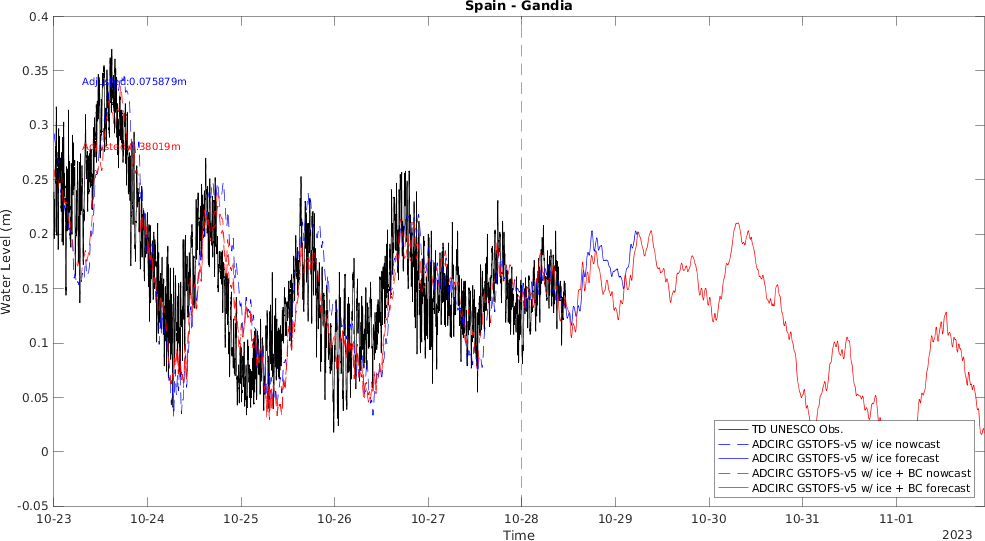 Spain - Gandia
0.4
0.35
0.3
0.25
0.2
0.15
0.1
0.05
0
-0.05
Water Level (m)
Adjusted:0.075879m
TD UNESCO Obs.
ADCIRC GSTOFS-v5 w/ ice nowcast
ADCIRC GSTOFS-v5 w/ ice forecast
ADCIRC GSTOFS-v5 w/ ice + BC nowcast
ADCIRC GSTOFS-v5 w/ ice + BC forecast
10-23 10-24 10-25 10-26 10-27 10-28 10-29 10-30 10-31 11-01
Time
2023